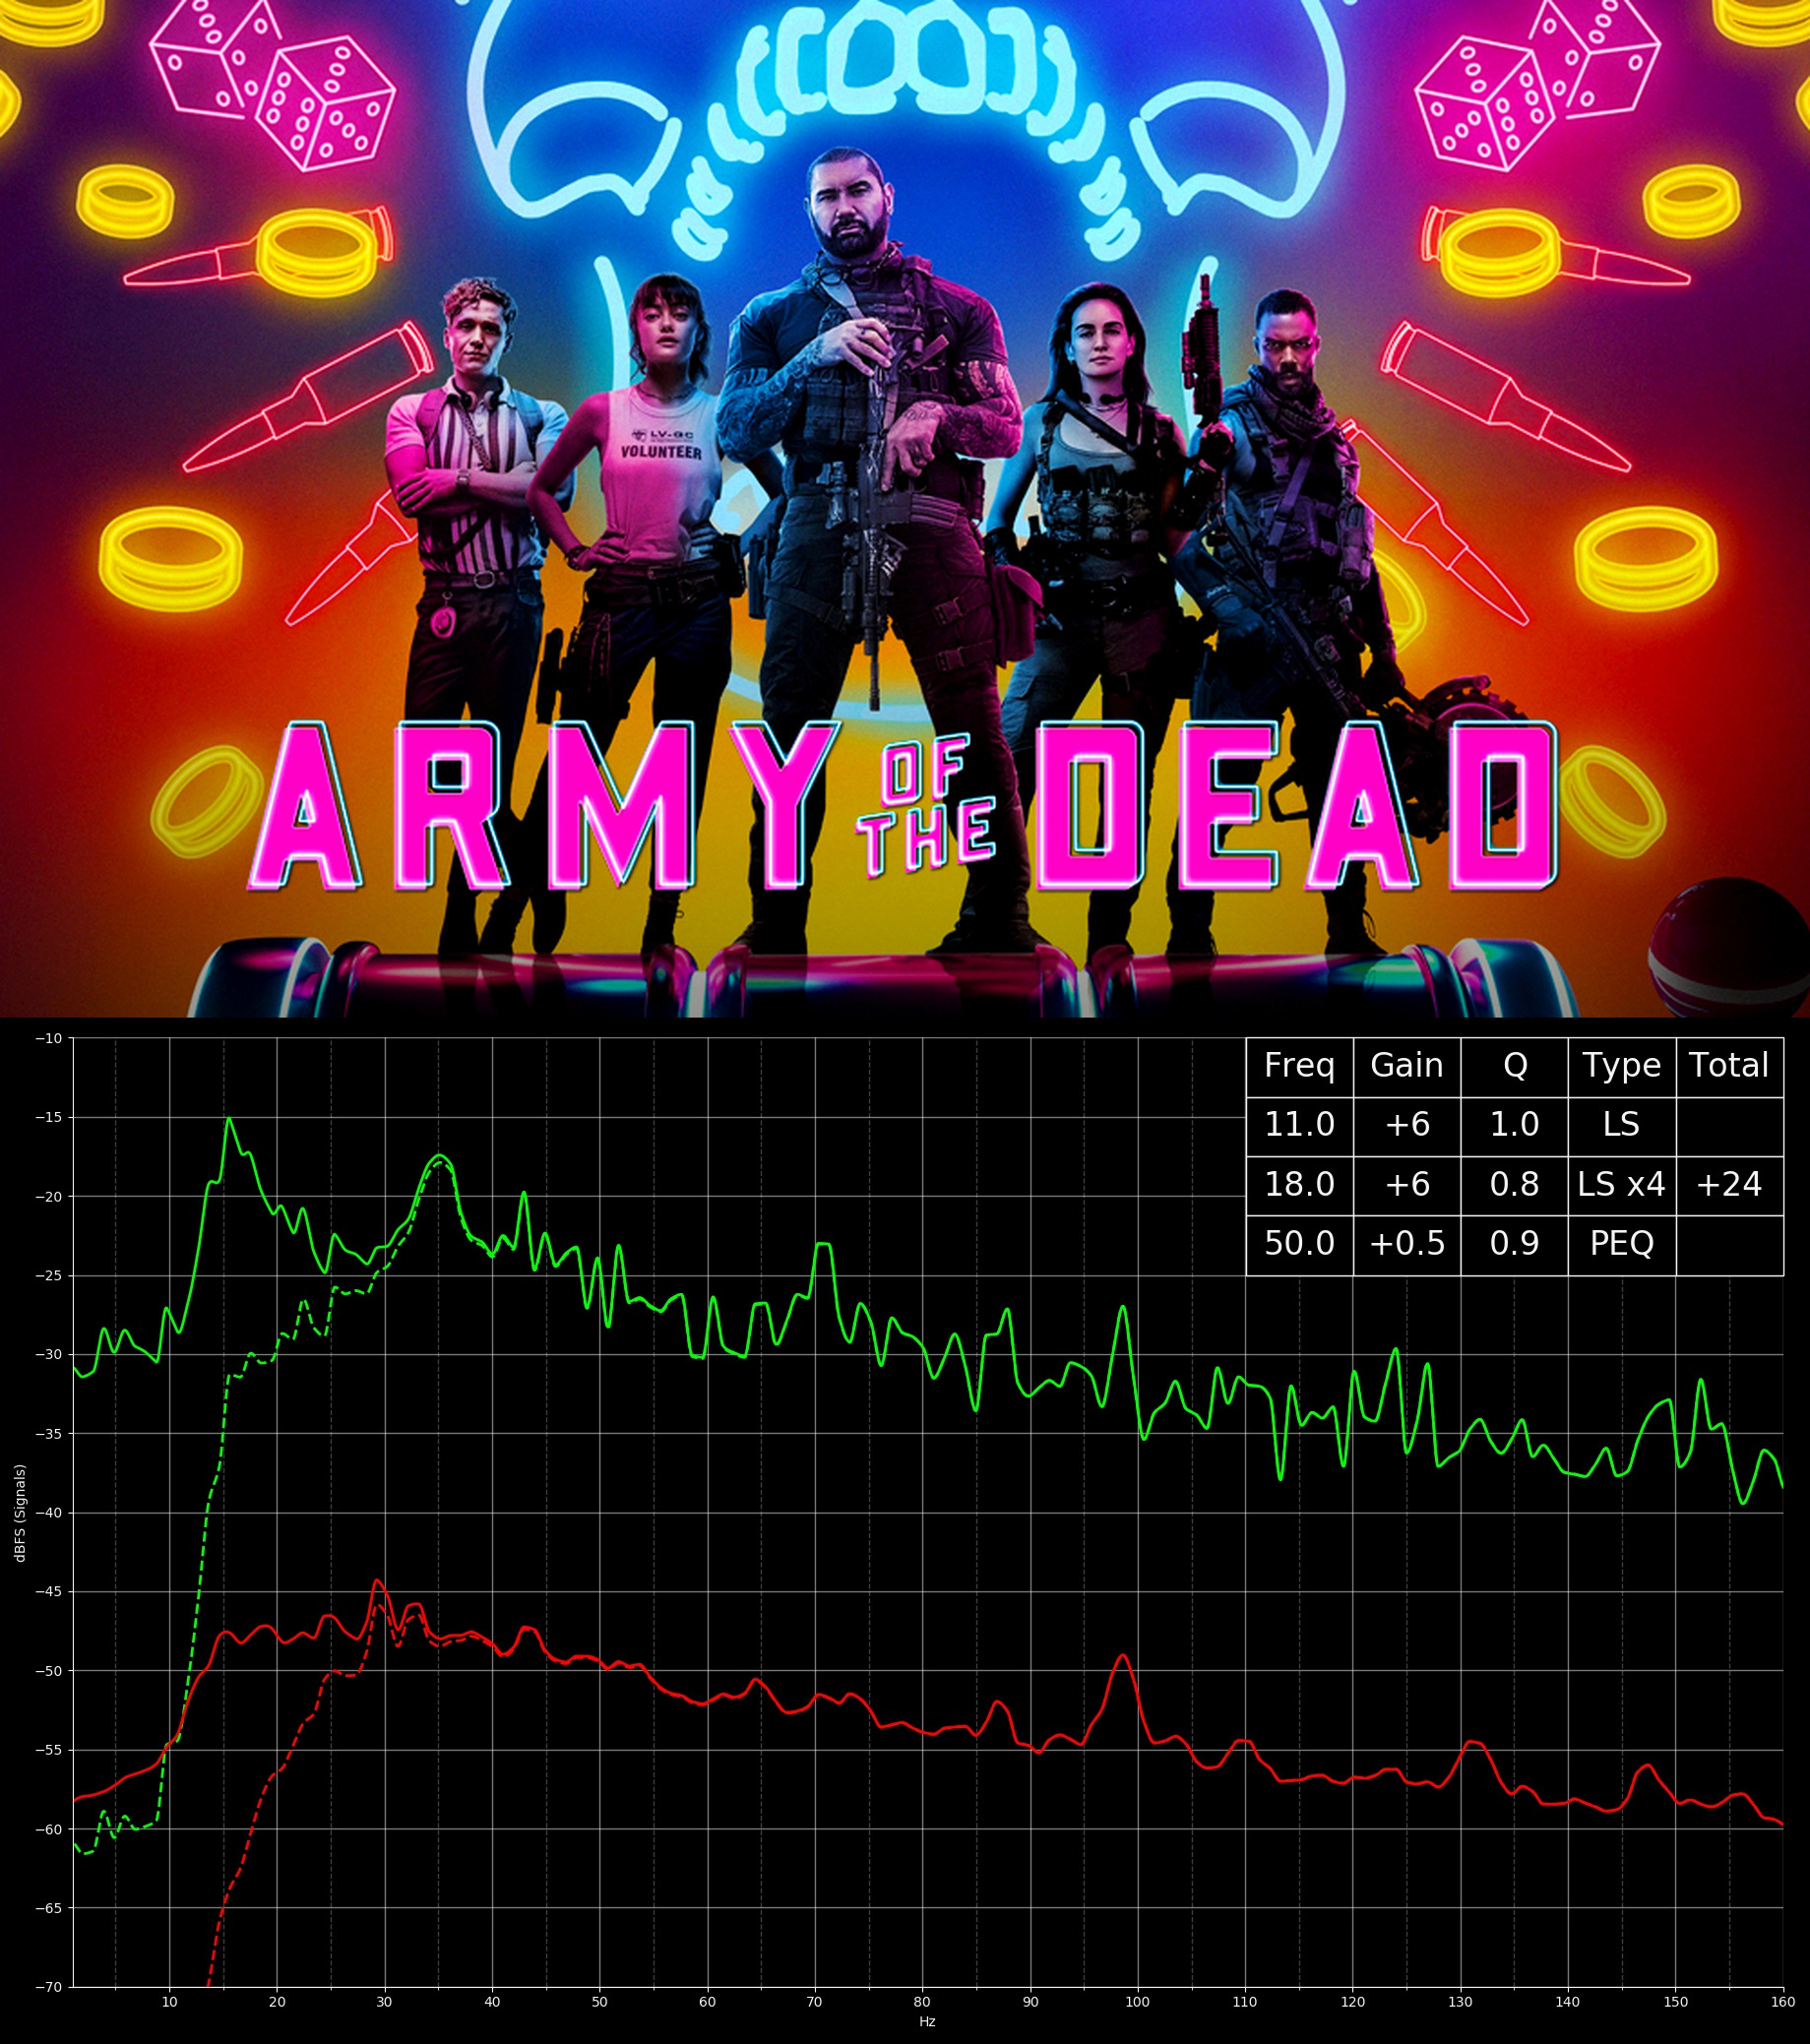 LV-QC
VOLUNTEER
ARMY OF THE DEAD
Freq Gain Q Type Total
11.0 +6 1.0 LS
18.0 +6 0.8 LS x4 +24
50.0 +0.5 0.9 PEQ
−10
−15
−20
−25
−30
−35
−40
−45
−50
−55
−60
−65
−70
dBFS (Signals)
10 20 30 40 50 60 70 80 90 100 110 120 130 140 150 160
Hz